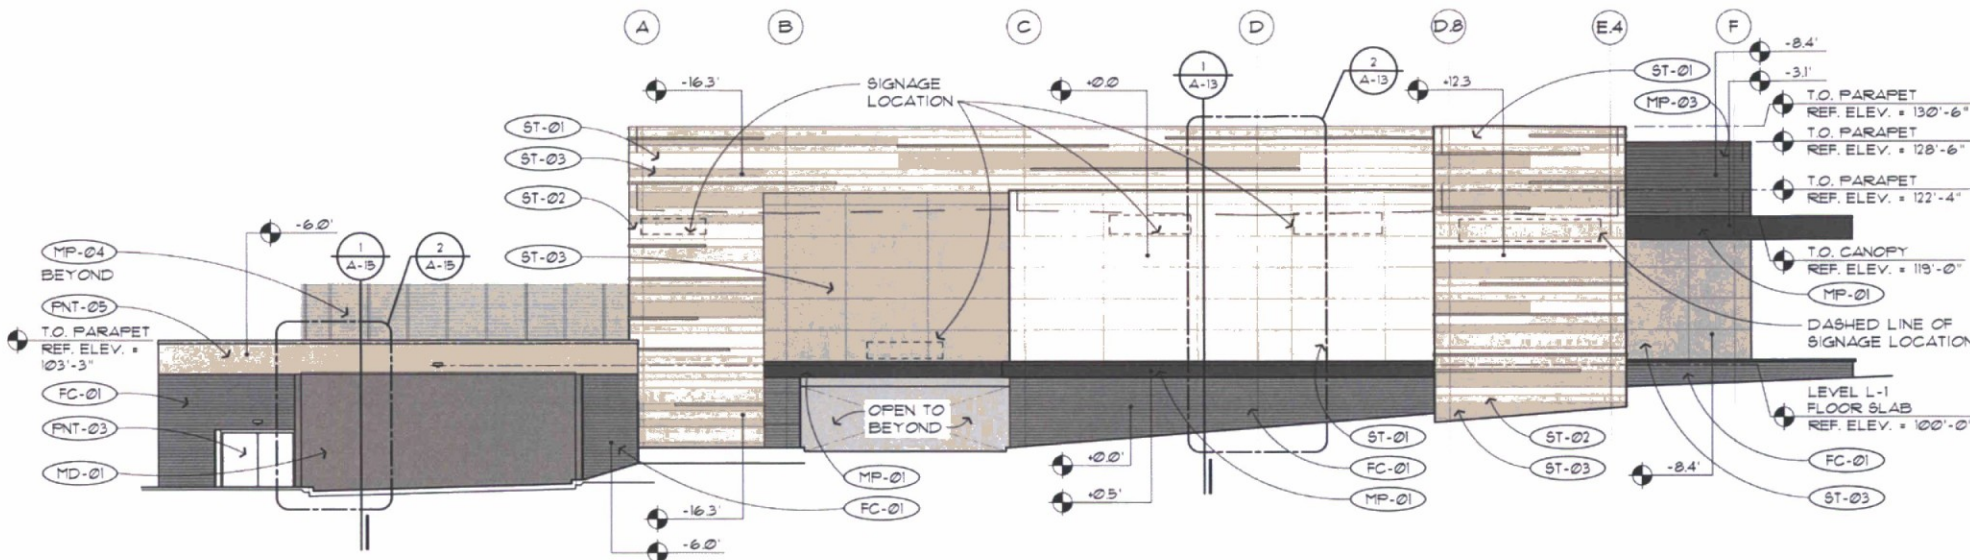 A
B
C
D
D.8
E.4
F
-16.3'
SIGNAGE
LOCATION
+0.0'
1
A-13
2
A-13
+12.3
ST-01
MP-03
-8.4'
-3.1'
T.O. PARAPET
REF. ELEV. = 130'-6"
T.O. PARAPET
REF. ELEV. = 128'-6"
T.O. PARAPET
REF. ELEV. = 122'-4"
T.O. CANOPY
REF. ELEV. = 119'-0"
MP-01
DASHED LINE OF
SIGNAGE LOCATION
LEVEL L-1
FLOOR SLAB
REF. ELEV. = 100'-0"
FC-01
ST-03
-8.4'
ST-01
ST-03
ST-02
ST-03
-6.0'
1
A-15
2
A-15
MP-04
BEYOND
PNT-05
T.O. PARAPET
REF. ELEV. =
103'-3"
FC-01
PNT-03
MD-01
OPEN TO
BEYOND
MP-01
FC-01
-16.3'
-6.0'
+0.0'
+0.5'
ST-01
FC-01
MP-01
ST-02
ST-03